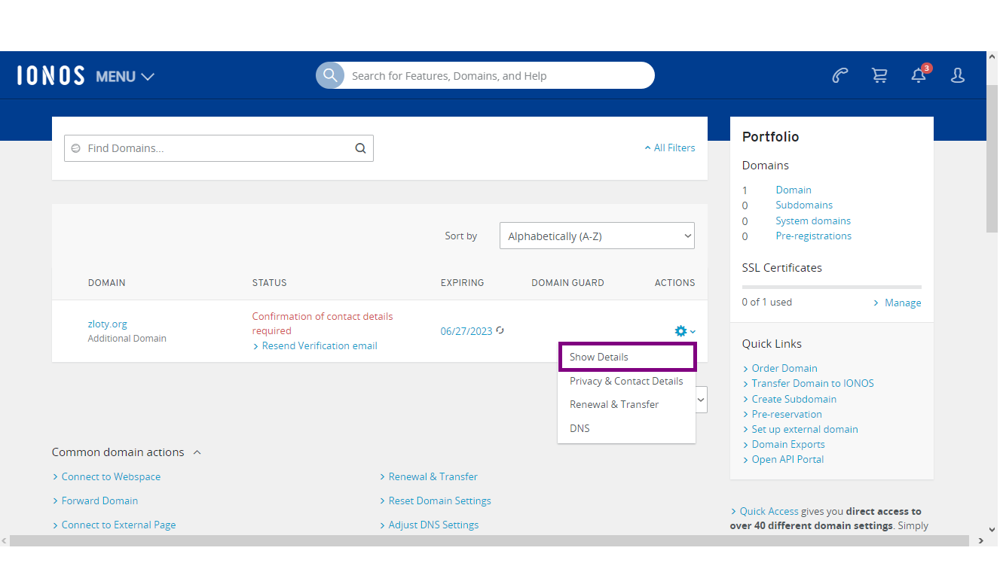 IONOS MENU
Search for Features, Domains, and Help
3
Find Domains...
All Filters
Sort by
Alphabetically (A-Z)
DOMAIN STATUS EXPIRING DOMAIN GUARD ACTIONS
zloty.org
Additional Domain
Confirmation of contact details
required
Resend Verification email
06/27/2023
Show Details
Privacy & Contact Details
Renewal & Transfer
DNS
Common domain actions
Connect to Webspace
Forward Domain
Connect to External Page
Renewal & Transfer
Reset Domain Settings
Adjust DNS Settings
Portfolio
Domains
1 Domain
0 Subdomains
0 System domains
0 Pre-registrations
SSL Certificates
0 of 1 used
Manage
Quick Links
Order Domain
Transfer Domain to IONOS
Create Subdomain
Pre-reservation
Set up external domain
Domain Exports
Open API Portal
Quick Access gives you direct access to
over 40 different domain settings. Simply